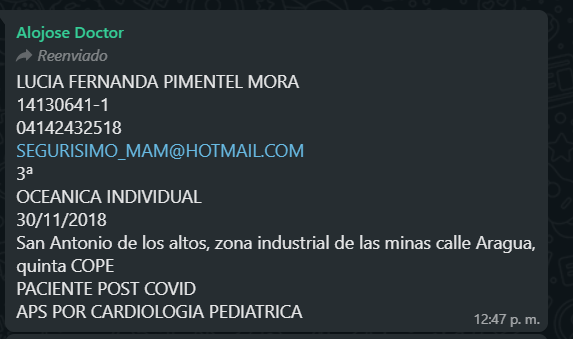 Alojose Doctor
Reenviado
LUCIA FERNANDA PIMENTEL MORA
14130641-1
04142432518
SEGURISIMO_MAM@HOTMAIL.COM
3ª
OCEANICA INDIVIDUAL
30/11/2018
San Antonio de los altos, zona industrial de las minas calle Aragua,
quinta COPE
PACIENTE POST COVID
APS POR CARDIOLOGIA PEDIATRICA
12:47 p. m.